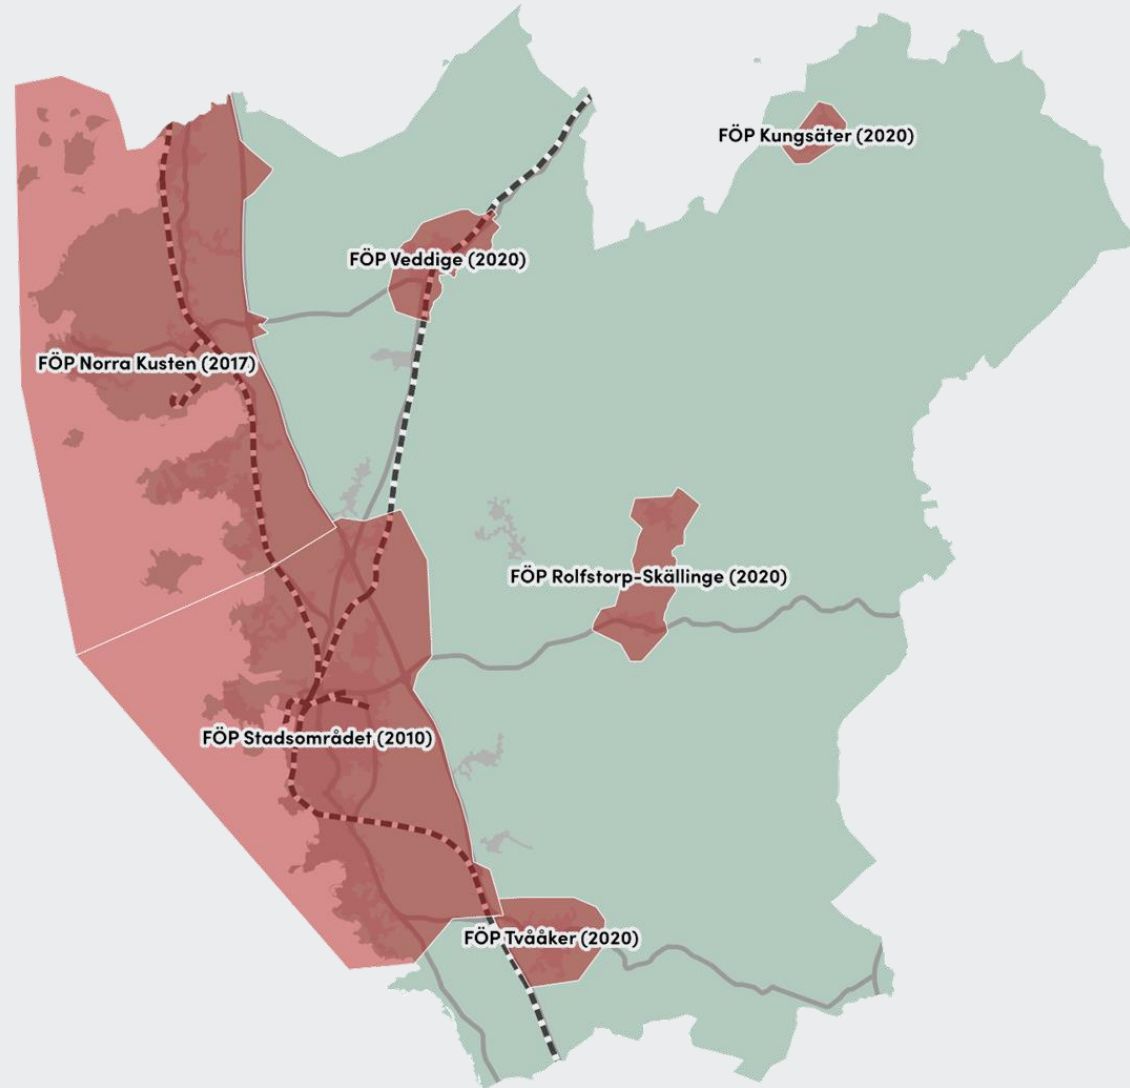 FÖP Kungsäter (2020)
FÖP Veddige (2020)
FÖP Norra Kusten (2017)
FÖP Rolfstorp-Skällinge (2020)
FÖP Stadsområdet (2010)
FÖP Tvååker (2020)